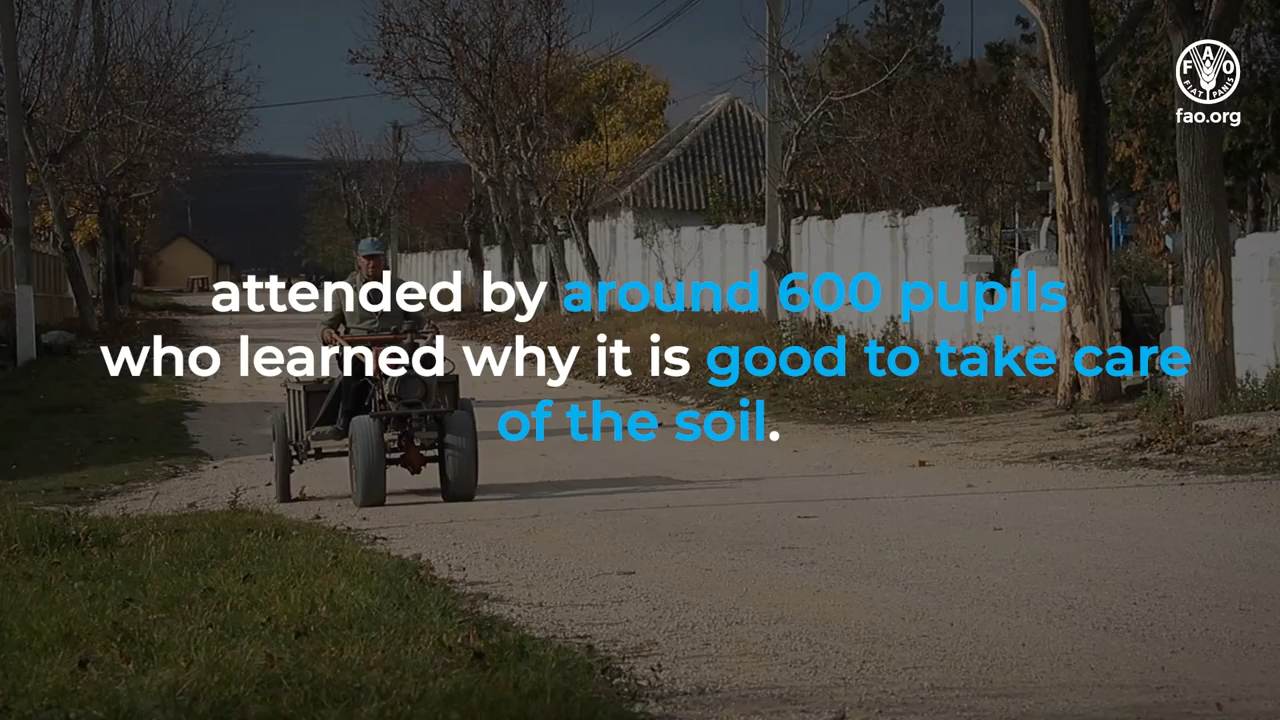 FAO
FIAT PANIS
fao.org
attended by around 600 pupils
who learned why it is good to take care
of the soil.